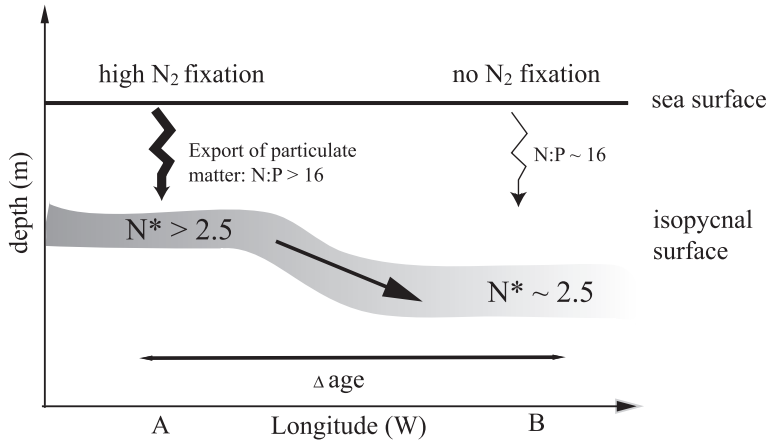 high N₂ fixation
no N₂ fixation
sea surface
Export of particulate
matter: N:P > 16
N:P ~ 16
depth (m)
N* > 2.5
isopycnal
surface
N* ~ 2.5
Δ age
A
Longitude (W)
B